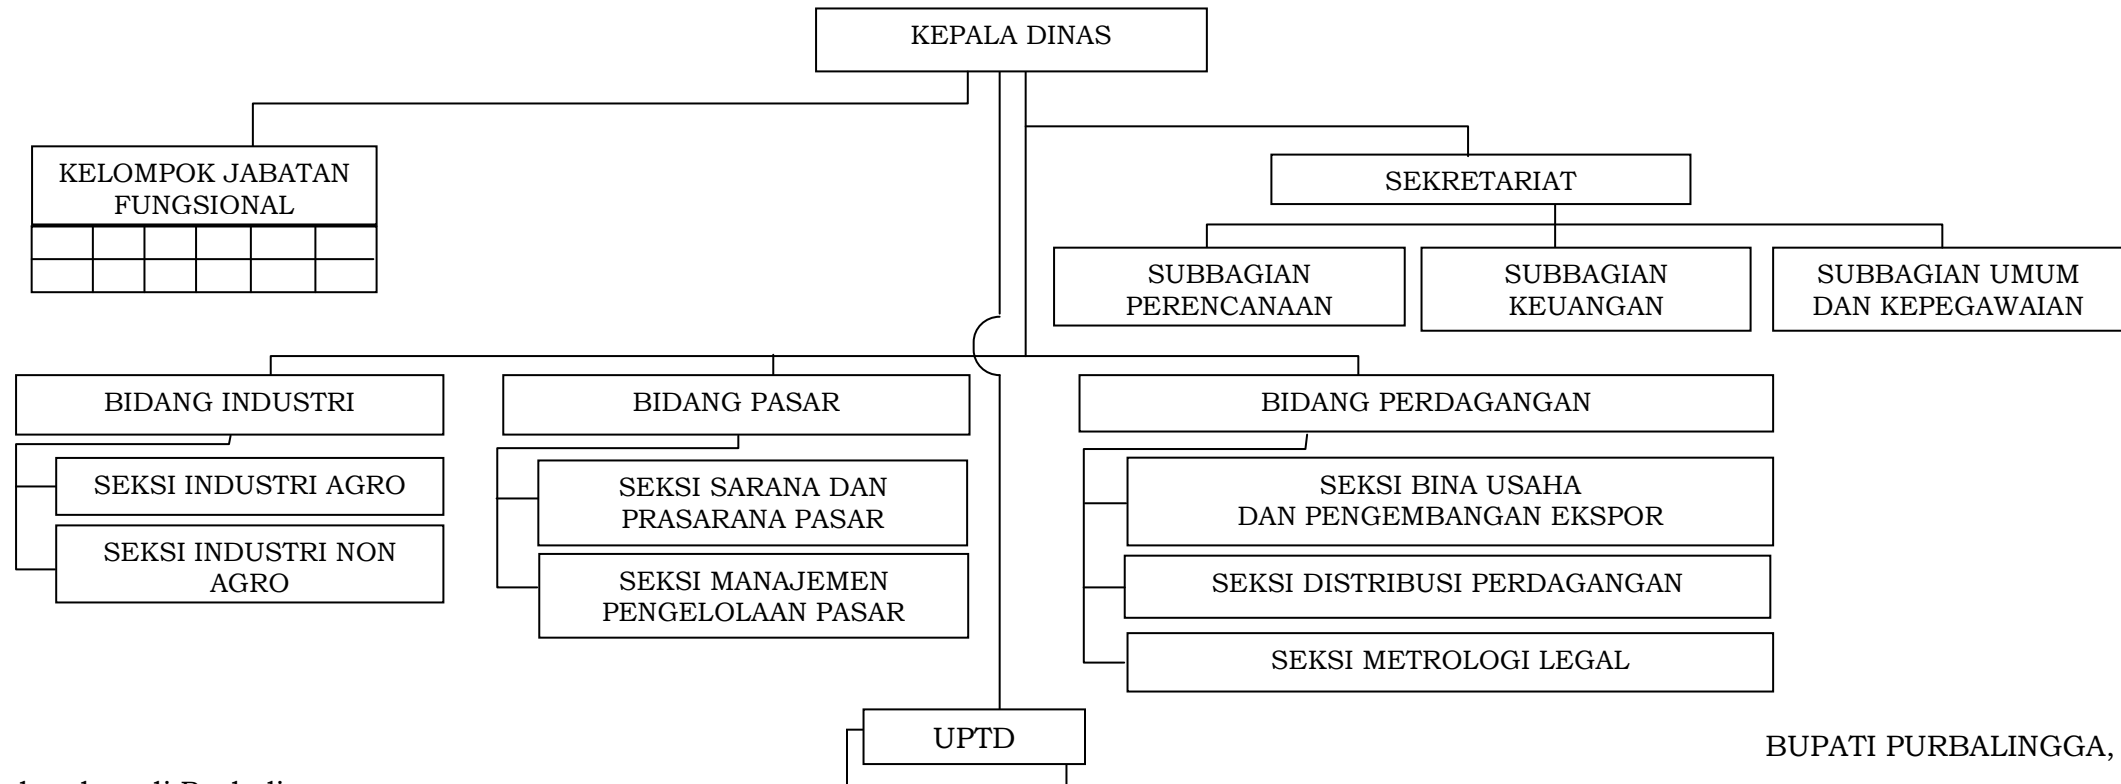 KEPALA DINAS
KELOMPOK JABATAN
FUNGSIONAL
SEKRETARIAT
SUBBAGIAN
PERENCANAAN
SUBBAGIAN
KEUANGAN
SUBBAGIAN UMUM
DAN KEPEGAWAIAN
BIDANG INDUSTRI
SEKSI INDUSTRI AGRO
SEKSI INDUSTRI NON
AGRO
BIDANG PASAR
SEKSI SARANA DAN
PRASARANA PASAR
SEKSI MANAJEMEN
PENGELOLAAN PASAR
BIDANG PERDAGANGAN
SEKSI BINA USAHA
DAN PENGEMBANGAN EKSPOR
SEKSI DISTRIBUSI PERDAGANGAN
SEKSI METROLOGI LEGAL
UPTD
BUPATI PURBALINGGA,